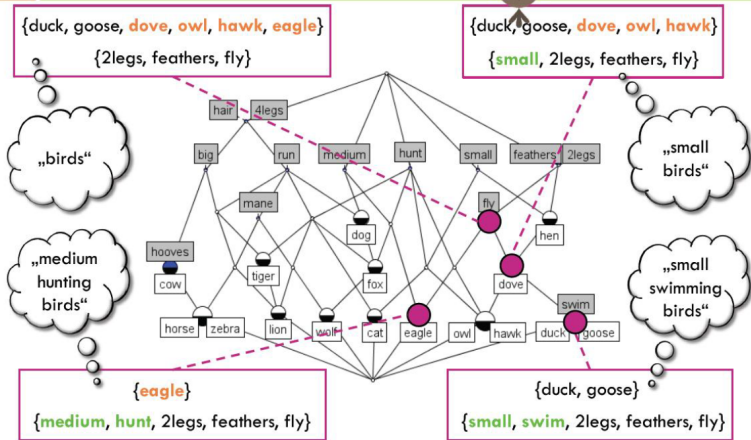 {duck, goose, dove, owl, hawk, eagle}
{2legs, feathers, fly}
{duck, goose, dove, owl, hawk}
{small, 2legs, feathers, fly}
„birds“
„small
birds“
„medium
hunting
birds“
„small
swimming
birds“
hair 4legs
big run medium hunt small feathers 2legs
mane fly
dog hen
hooves
cow tiger fox dove
swim
horse zebra lion wolf cat eagle owl hawk duck goose
{eagle}
{medium, hunt, 2legs, feathers, fly}
{duck, goose}
{small, swim, 2legs, feathers, fly}